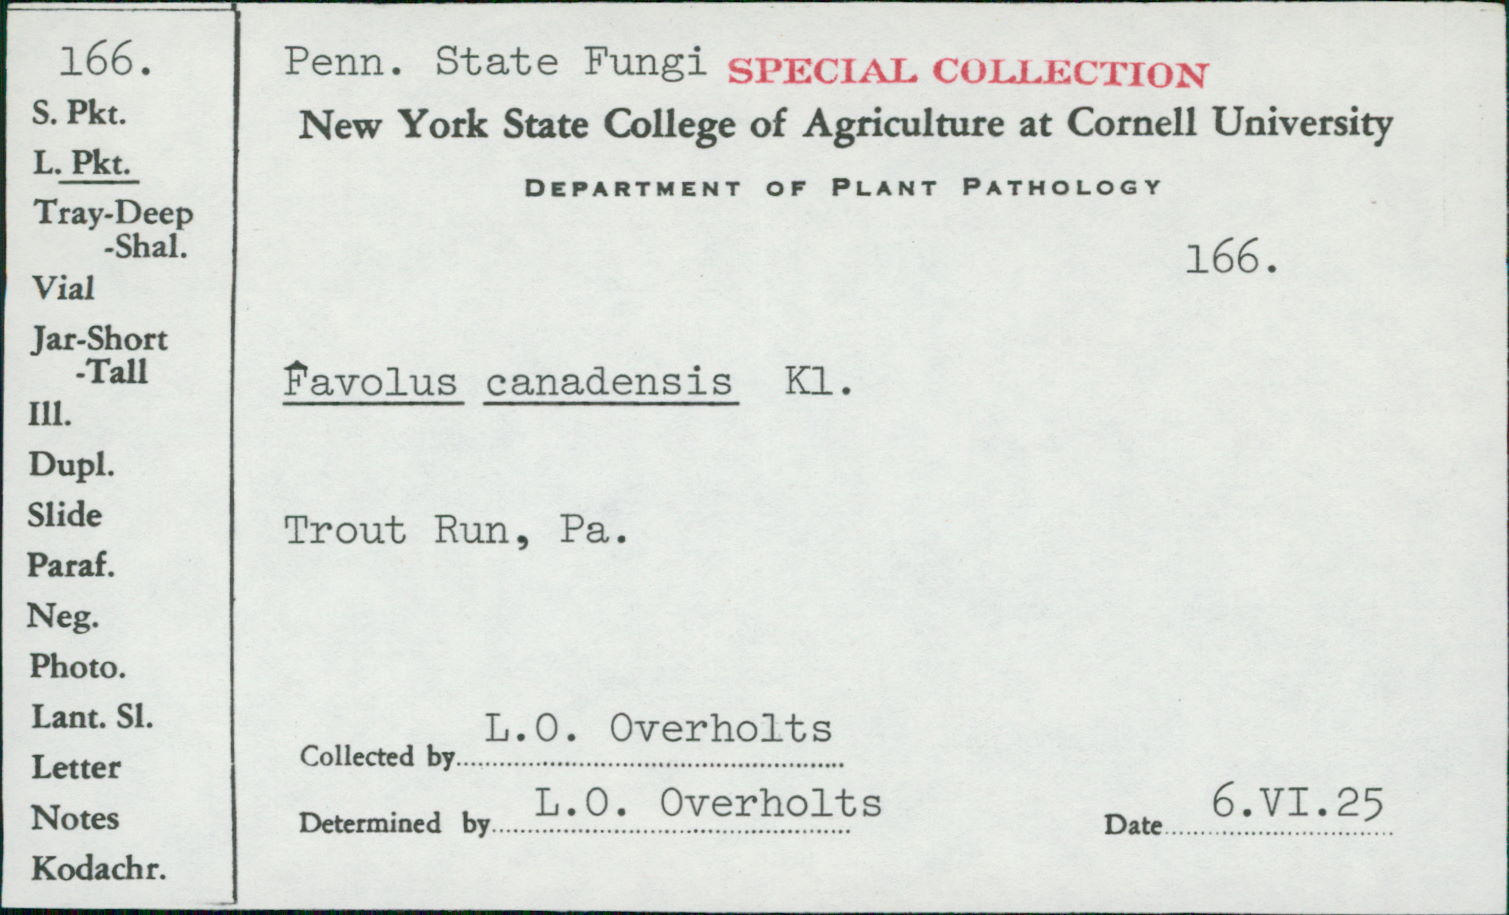 166.
S. Pkt.
L. Pkt.
Tray-Deep
-Shal.
Vial
Jar-Short
-Tall
Ill.
Dupl.
Slide
Paraf.
Neg.
Photo.
Lant. Sl.
Letter
Notes
Kodachr.
Penn. State Fungi SPECIAL COLLECTION
New York State College of Agriculture at Cornell University
DEPARTMENT OF PLANT PATHOLOGY
166.
Favolus canadensis Kl.
Trout Run, Pa.
Collected by L.O. Overholts
Determined by L.O. Overholts Date 6.VI.25